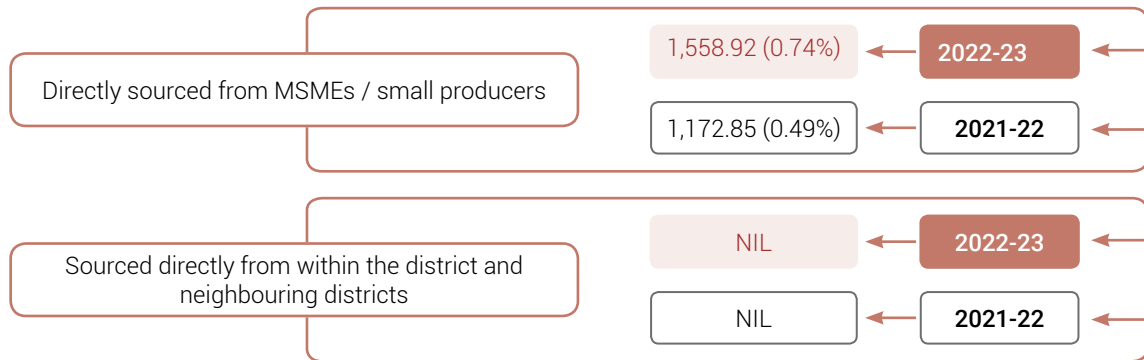 1,558.92 (0.74%)
2022-23
Directly sourced from MSMEs / small producers
1,172.85 (0.49%)
2021-22
NIL
2022-23
Sourced directly from within the district and
neighbouring districts
NIL
2021-22